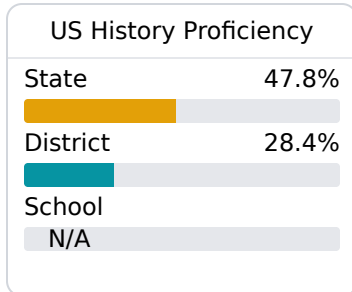 US History Proficiency
State 47.8%
District 28.4%
School
N/A